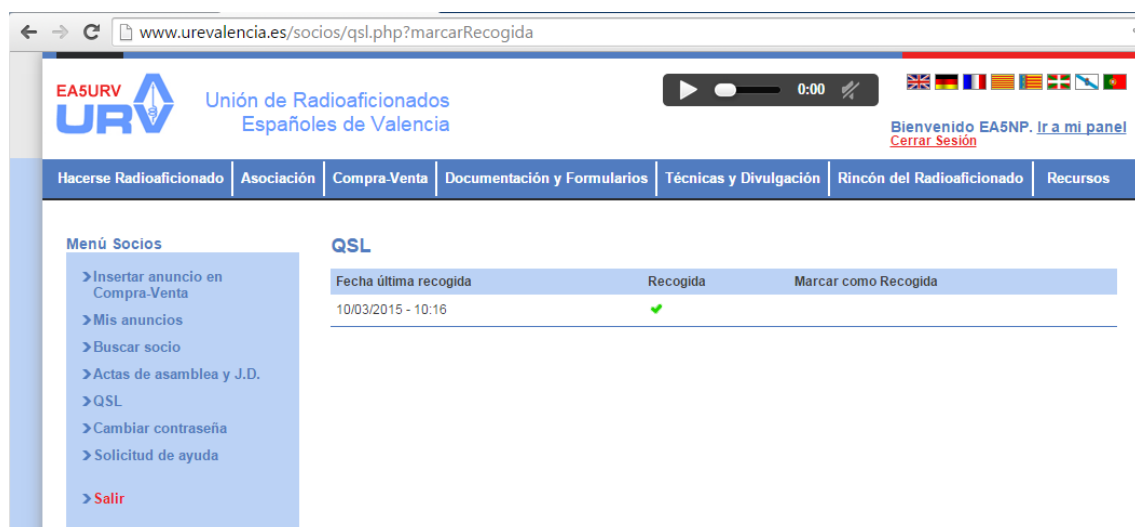 www.urevalencia.es/socios/qsl.php?marcarRecogida
EA5URV
URV
Unión de Radioaficionados
Españoles de Valencia
0:00
Bienvenido EA5NP. Ir a mi panel
Cerrar Sesión
Hacerse Radioaficionado Asociación Compra-Venta Documentación y Formularios Técnicas y Divulgación Rincón del Radioaficionado Recursos
Menú Socios
Insertar anuncio en
Compra-Venta
Mis anuncios
Buscar socio
Actas de asamblea y J.D.
QSL
Cambiar contraseña
Solicitud de ayuda
Salir
QSL
Fecha última recogida Recogida Marcar como Recogida
10/03/2015 - 10:16